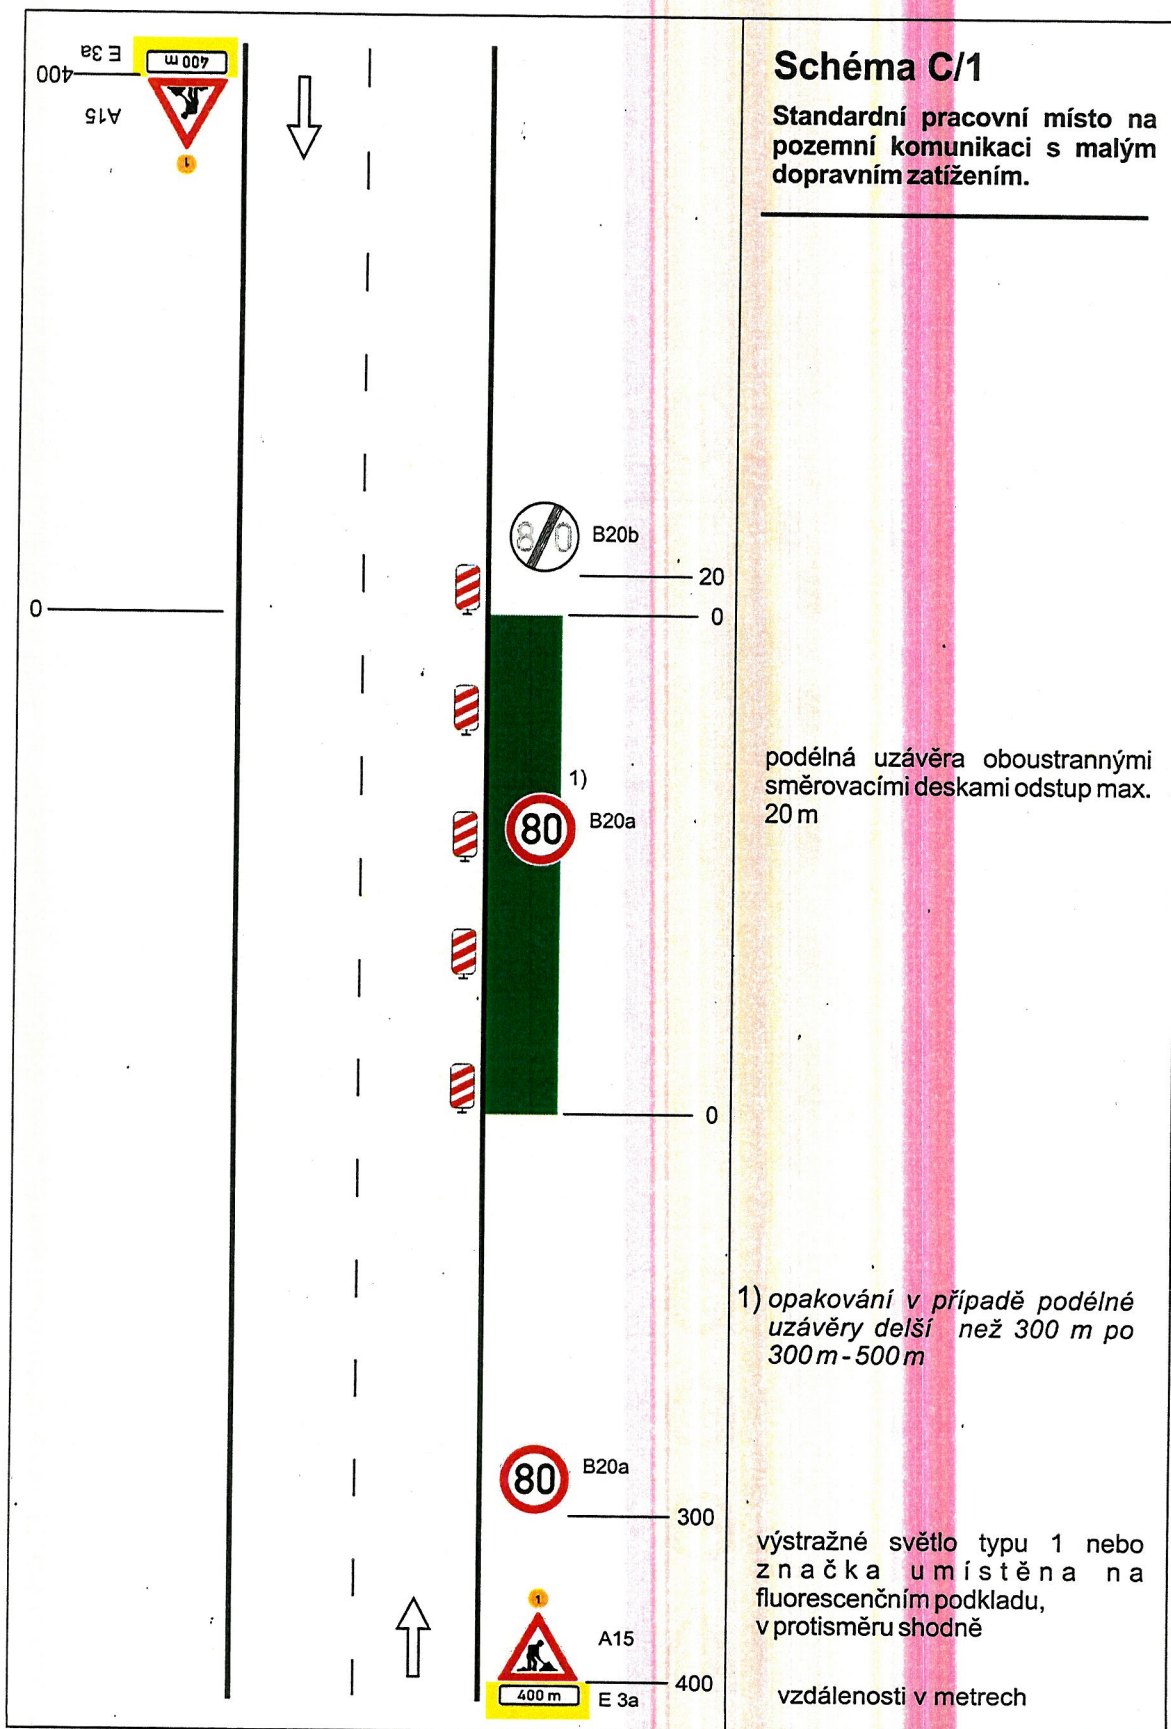 Schéma C/1
Standardní pracovní místo na
pozemní komunikaci s malým
dopravním zatížením.
400
E 3a
400 m
A15
1
B20b
80
20
0
0
podélná uzávěra oboustrannými
směrovacími deskami odstup max.
20 m
1)
80
B20a
0
1) opakování v případě podélné
uzávěry delší než 300 m po
300 m - 500 m
80
B20a
300
výstražné světlo typu 1 nebo
značka umístěna na
fluorescenčním podkladu,
v protisměru shodně
1
A15
400
400 m
E 3a
vzdálenosti v metrech